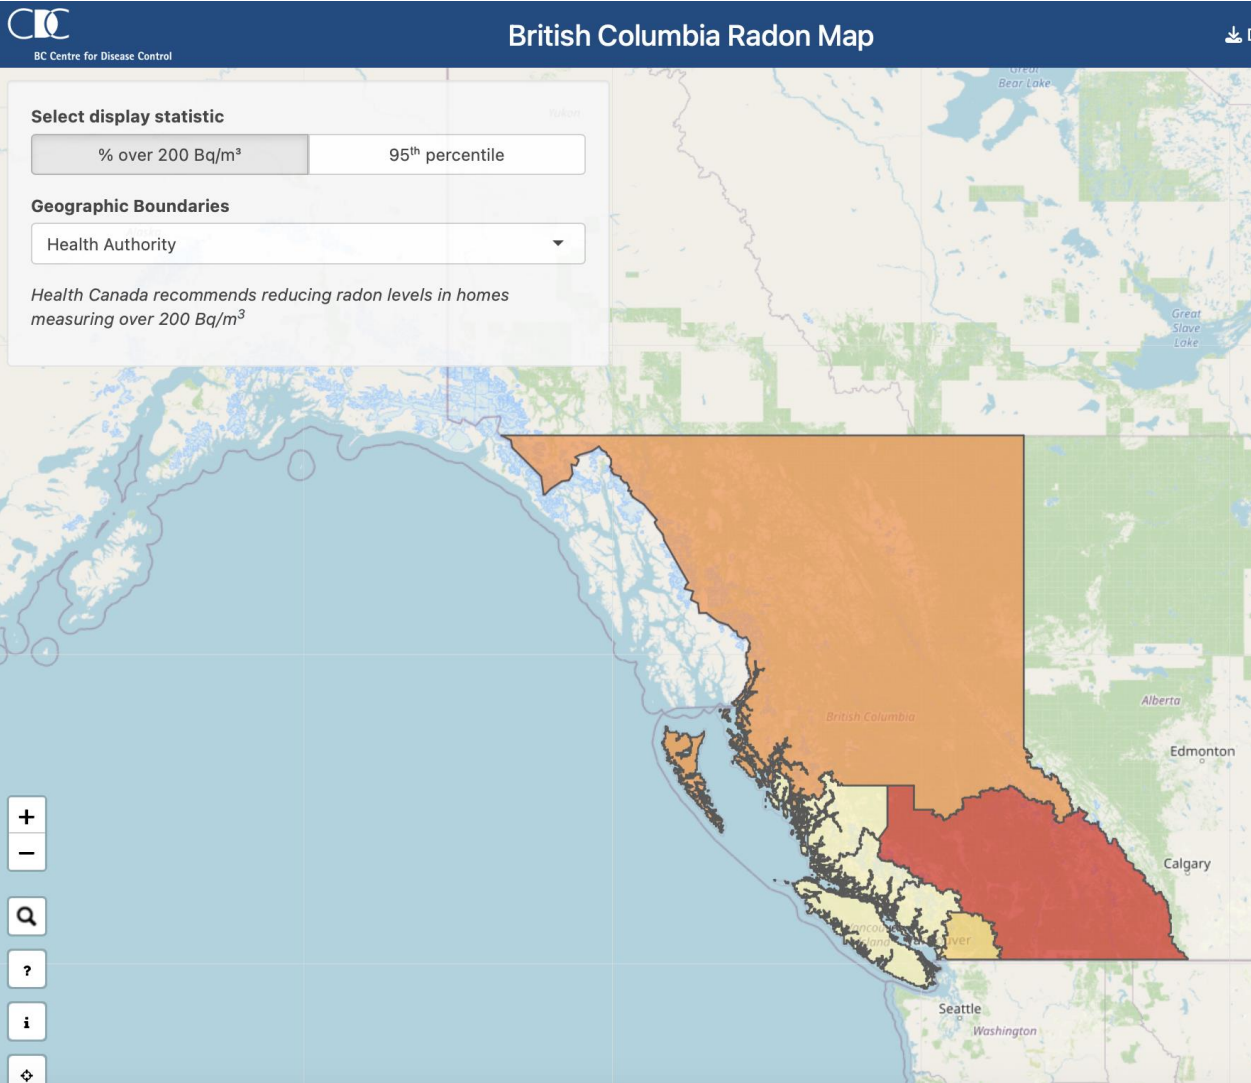 CDC
BC Centre for Disease Control
British Columbia Radon Map
Select display statistic
% over 200 Bq/m³
95th percentile
Geographic Boundaries
Health Authority
Health Canada recommends reducing radon levels in homes
measuring over 200 Bq/m3
Yukon
Great
Bear Lake
Great
Slave
Lake
British Columbia
Alberta
Edmonton
Calgary
Seattle
Washington
+
−
?
i